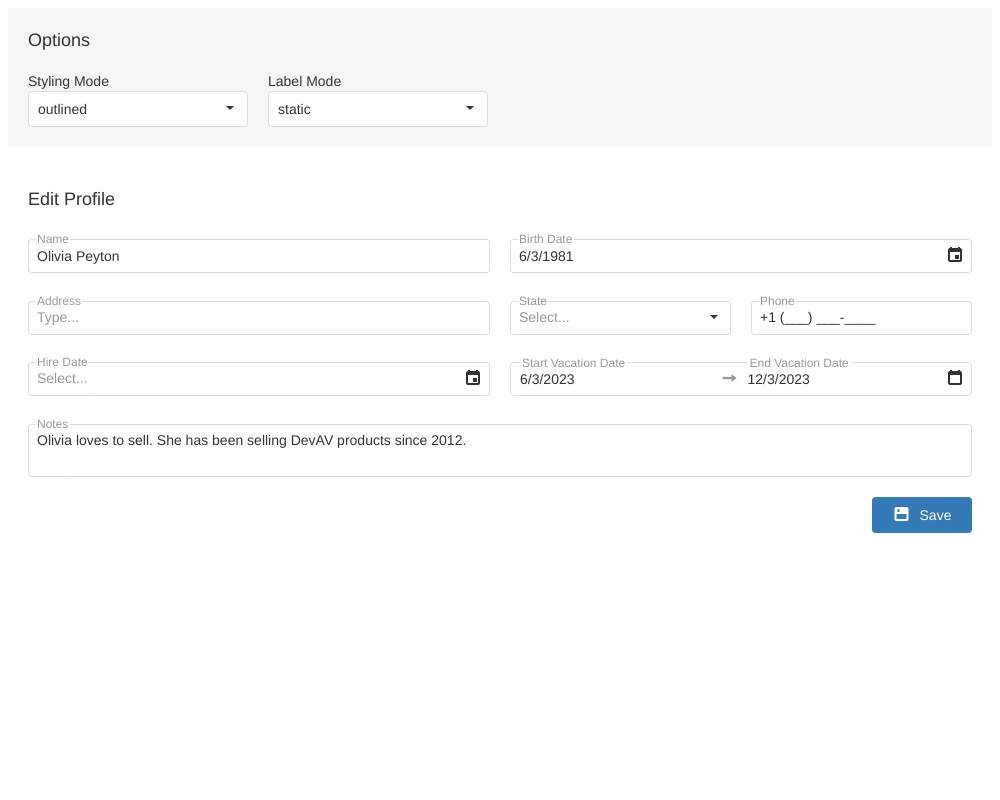 Options
Styling Mode Label Mode
outlined static
Edit Profile
Name Birth Date
Olivia Peyton 6/3/1981
Address State Phone
Type... Select... +1 (___) ___-____
Hire Date Start Vacation Date End Vacation Date
Select... 6/3/2023 12/3/2023
Notes
Olivia loves to sell. She has been selling DevAV products since 2012.
Save